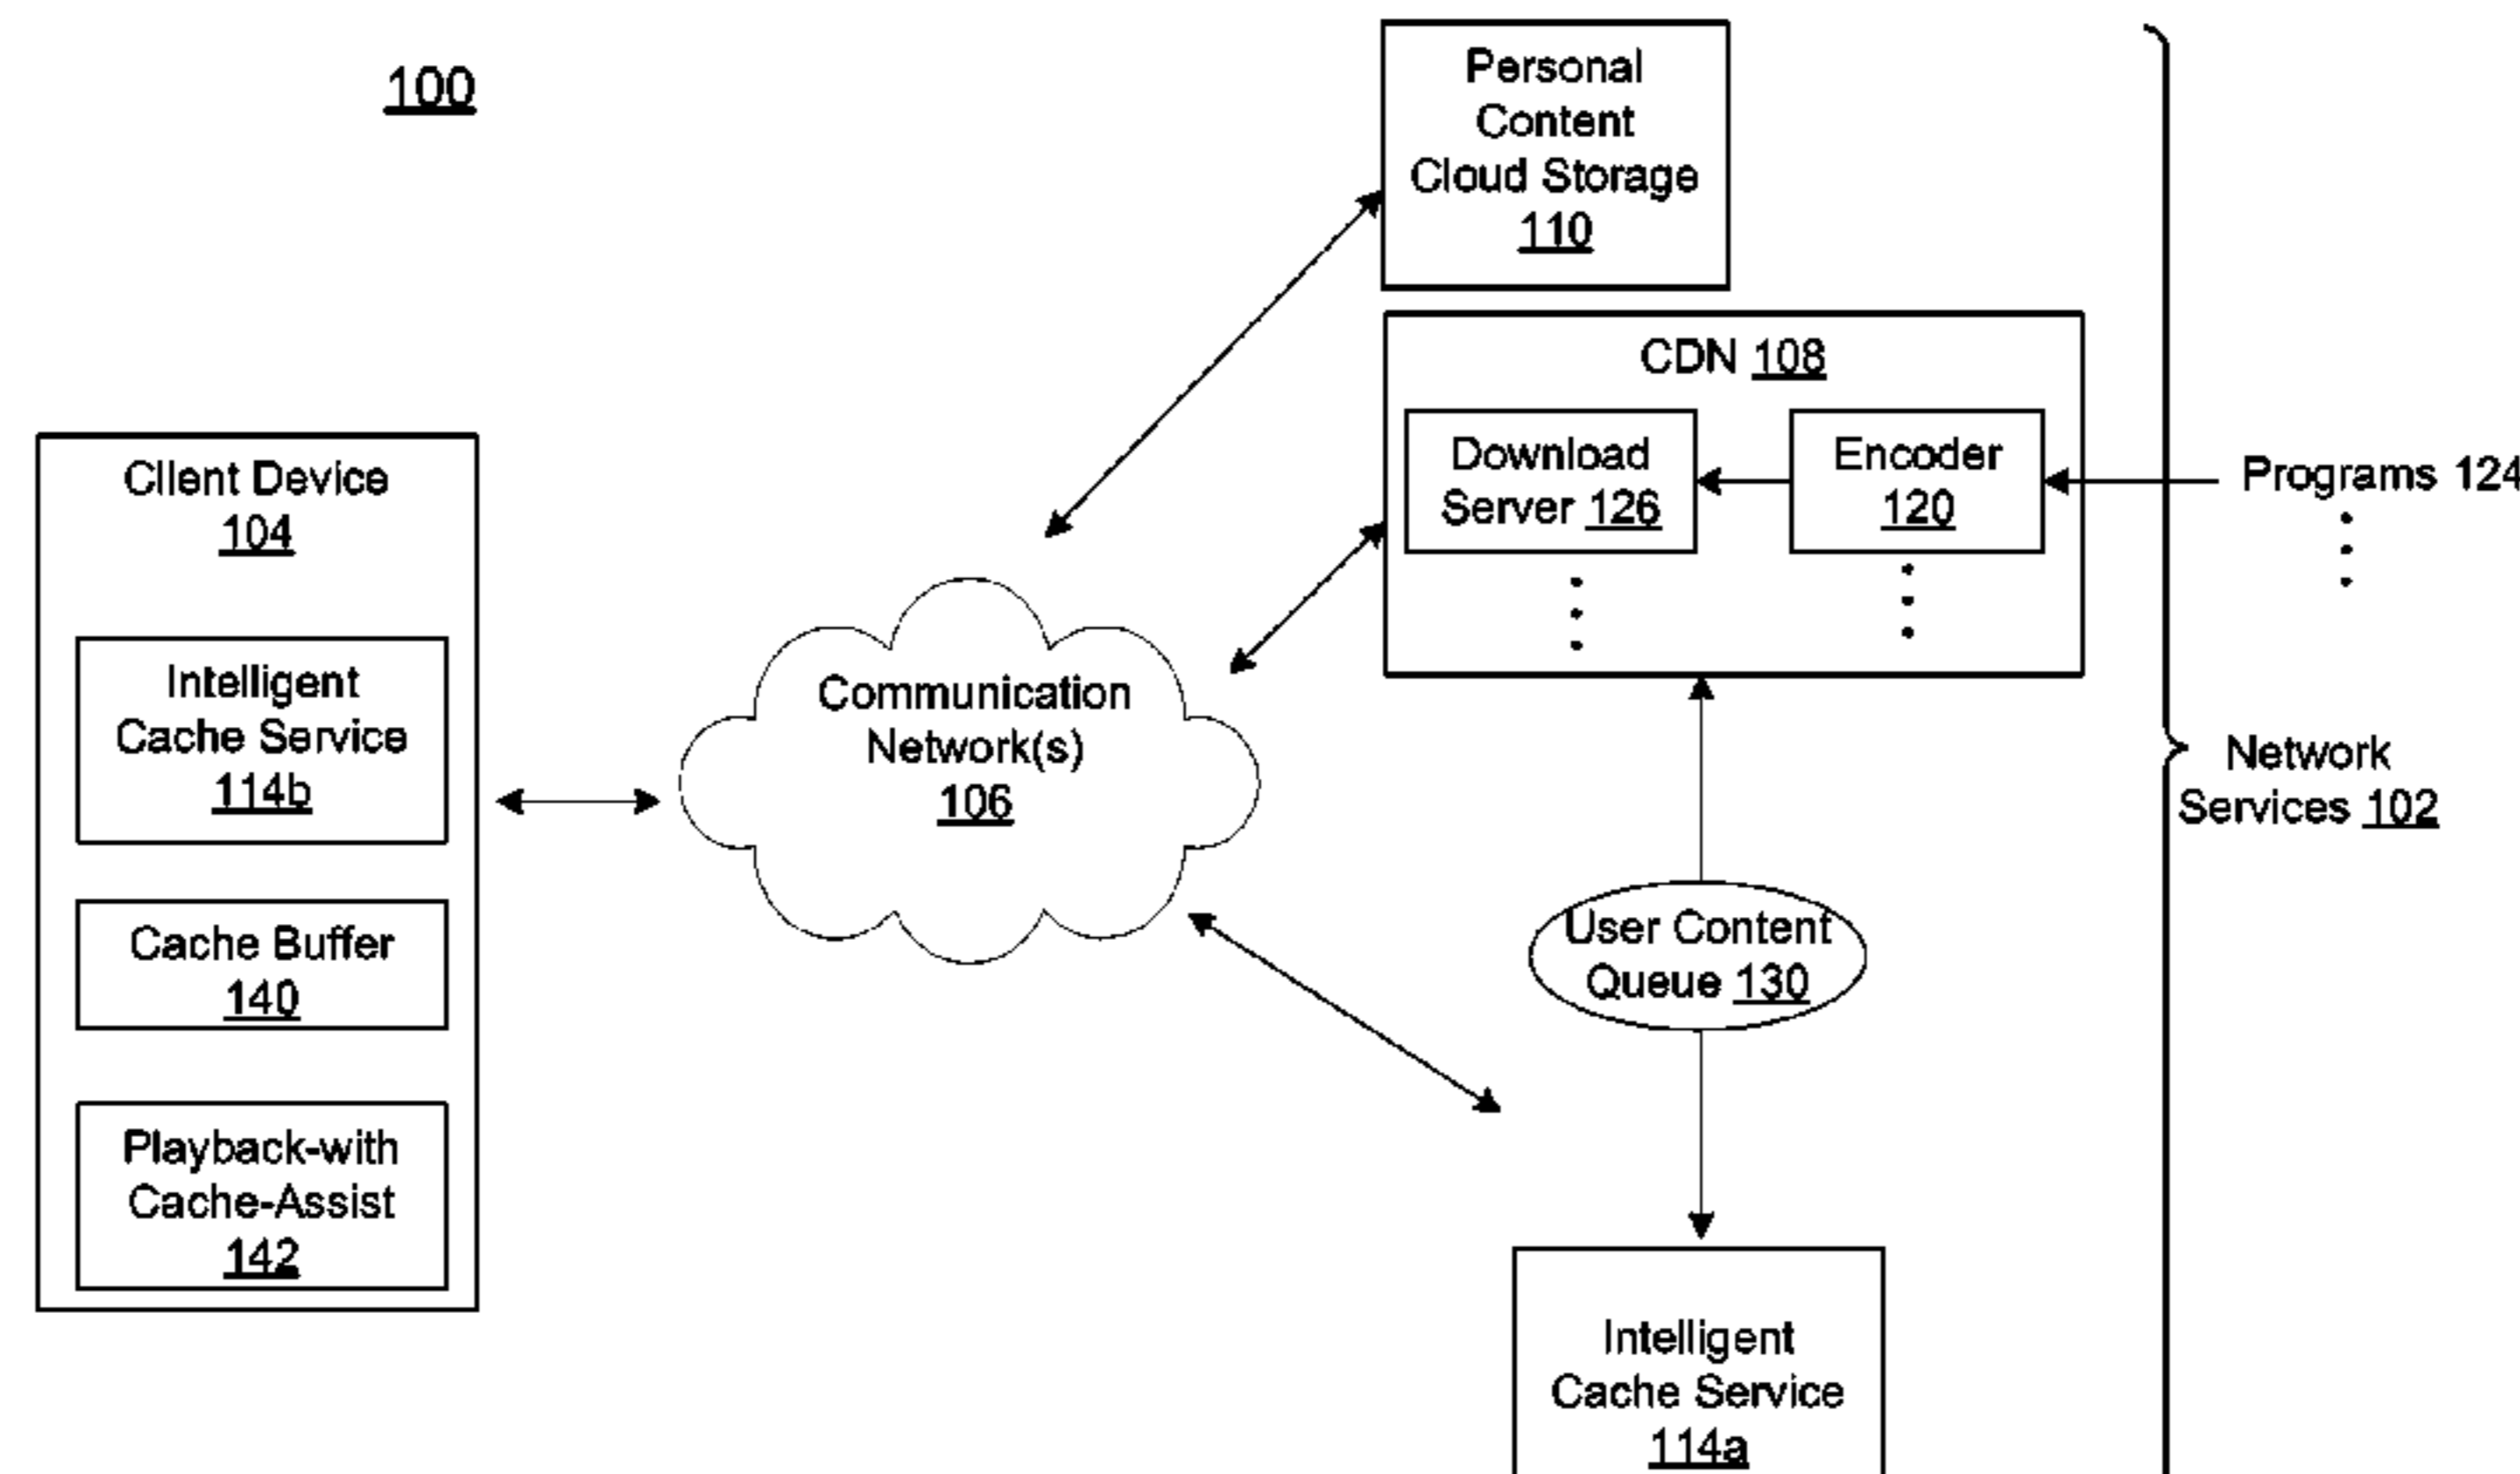 100
Personal
Content
Cloud Storage
110
CDN 108
Download
Server 126
Encoder
120
Programs 124
Client Device
104
Intelligent
Cache Service
114b
Cache Buffer
140
Playback-with
Cache-Assist
142
Communication
Network(s)
106
Network
Services 102
User Content
Queue 130
Intelligent
Cache Service
114a